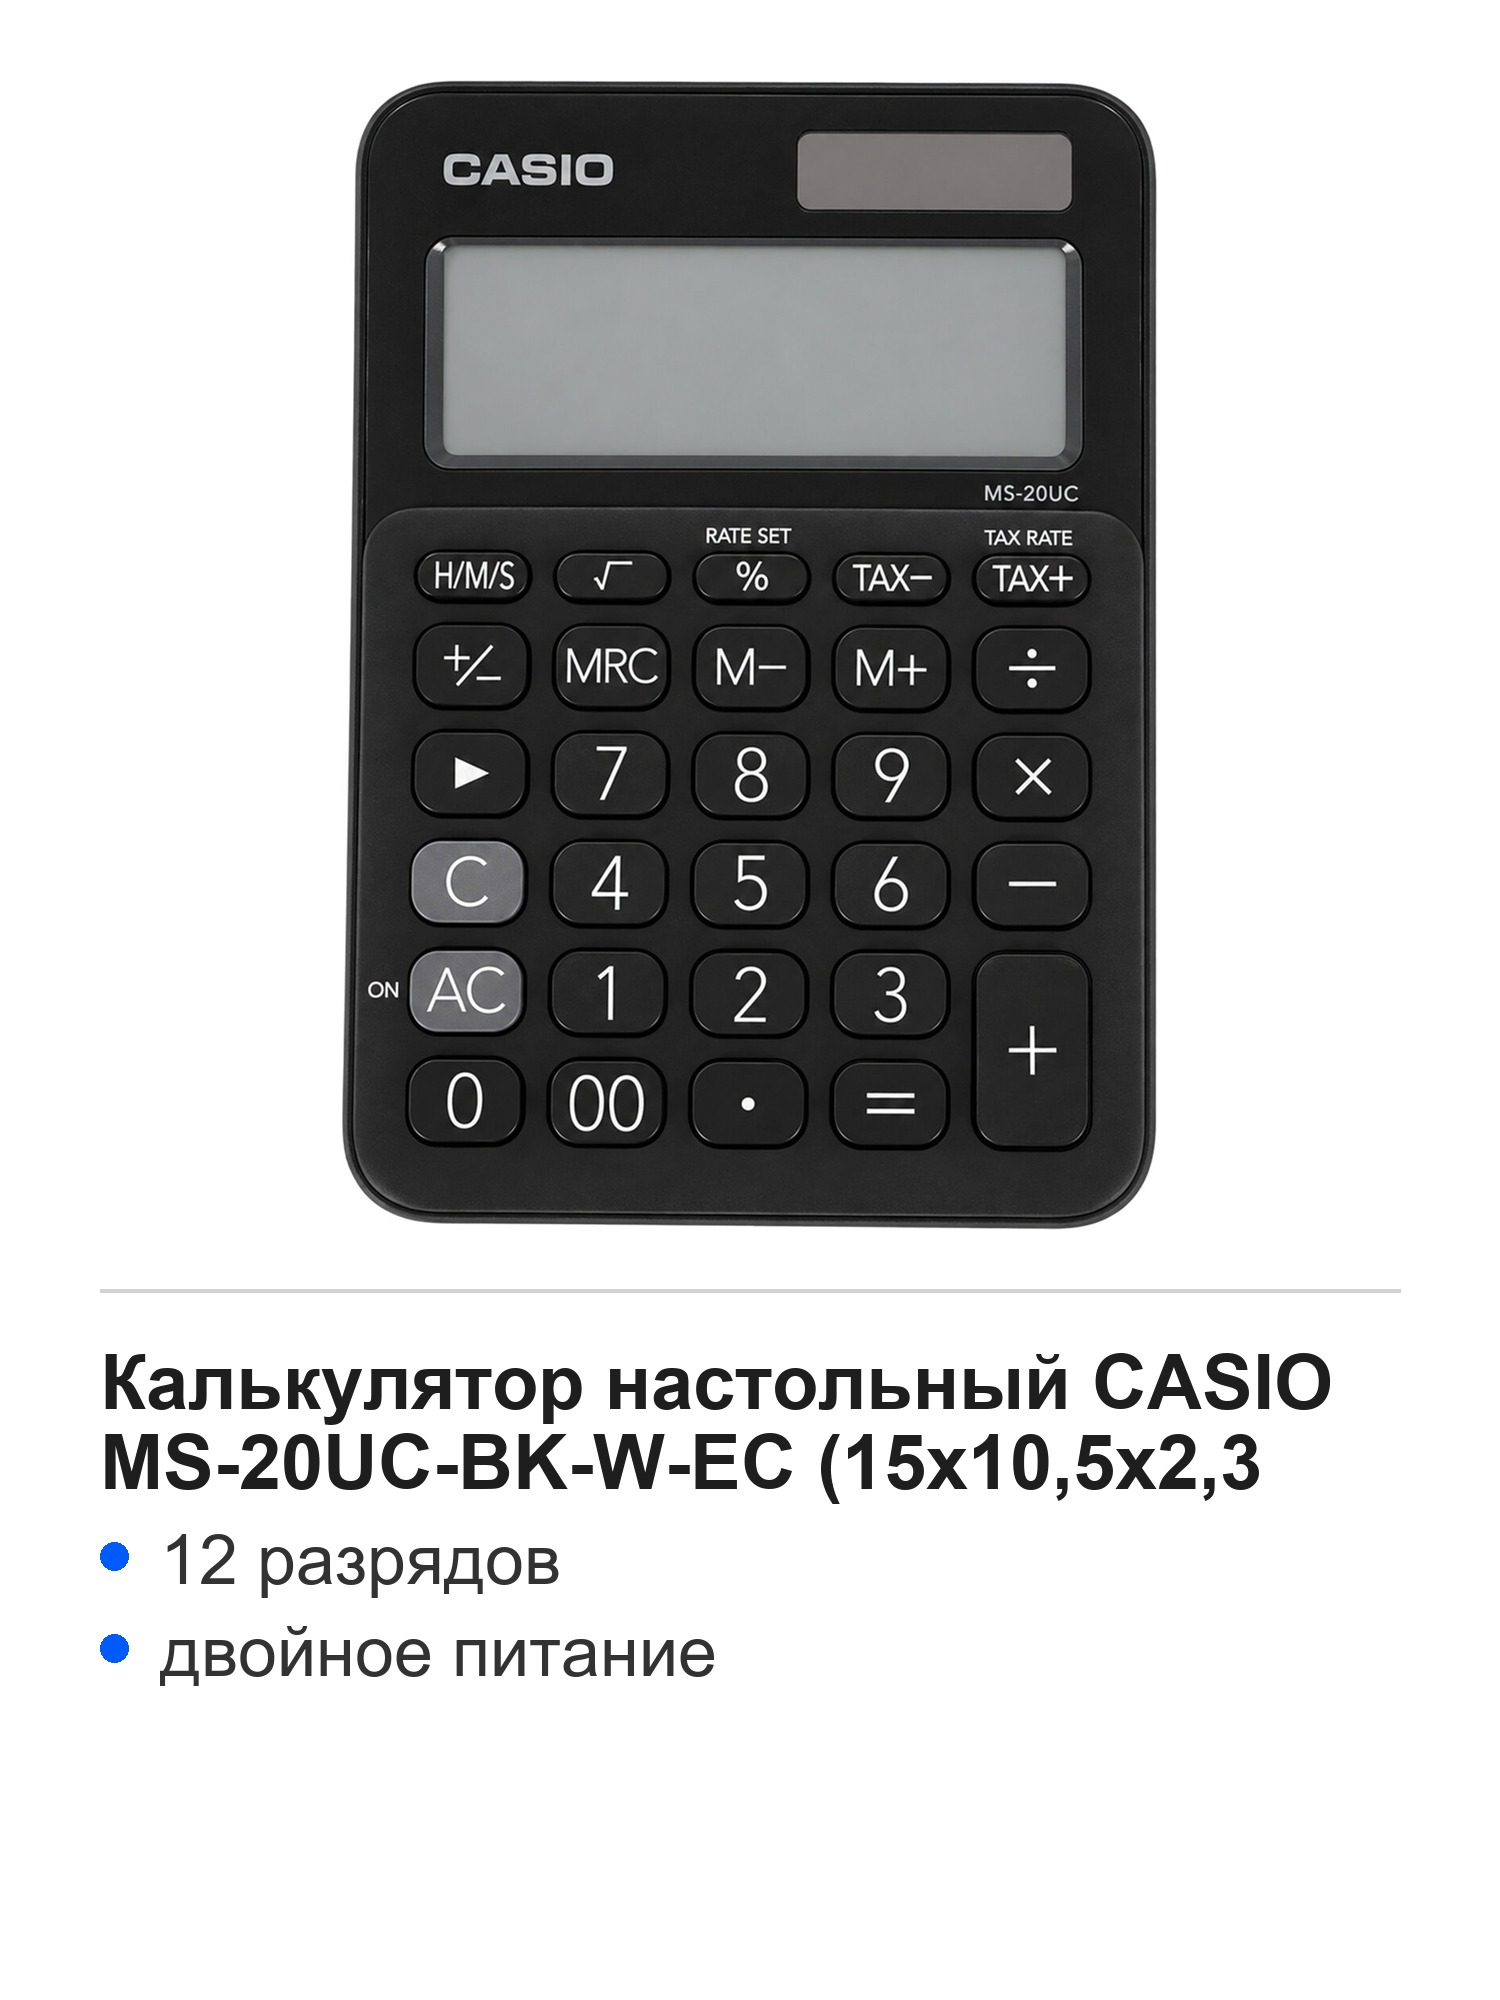 CASIO
MS-20UC
RATE SET TAX RATE
H/M/S √ % TAX− TAX+
+/− MRC M− M+ ÷
▶ 7 8 9 ×
C 4 5 6 −
ON AC 1 2 3 +
0 00 . =
Калькулятор настольный CASIO
MS-20UC-BK-W-EC (15x10,5x2,3
• 12 разрядов
• двойное питание